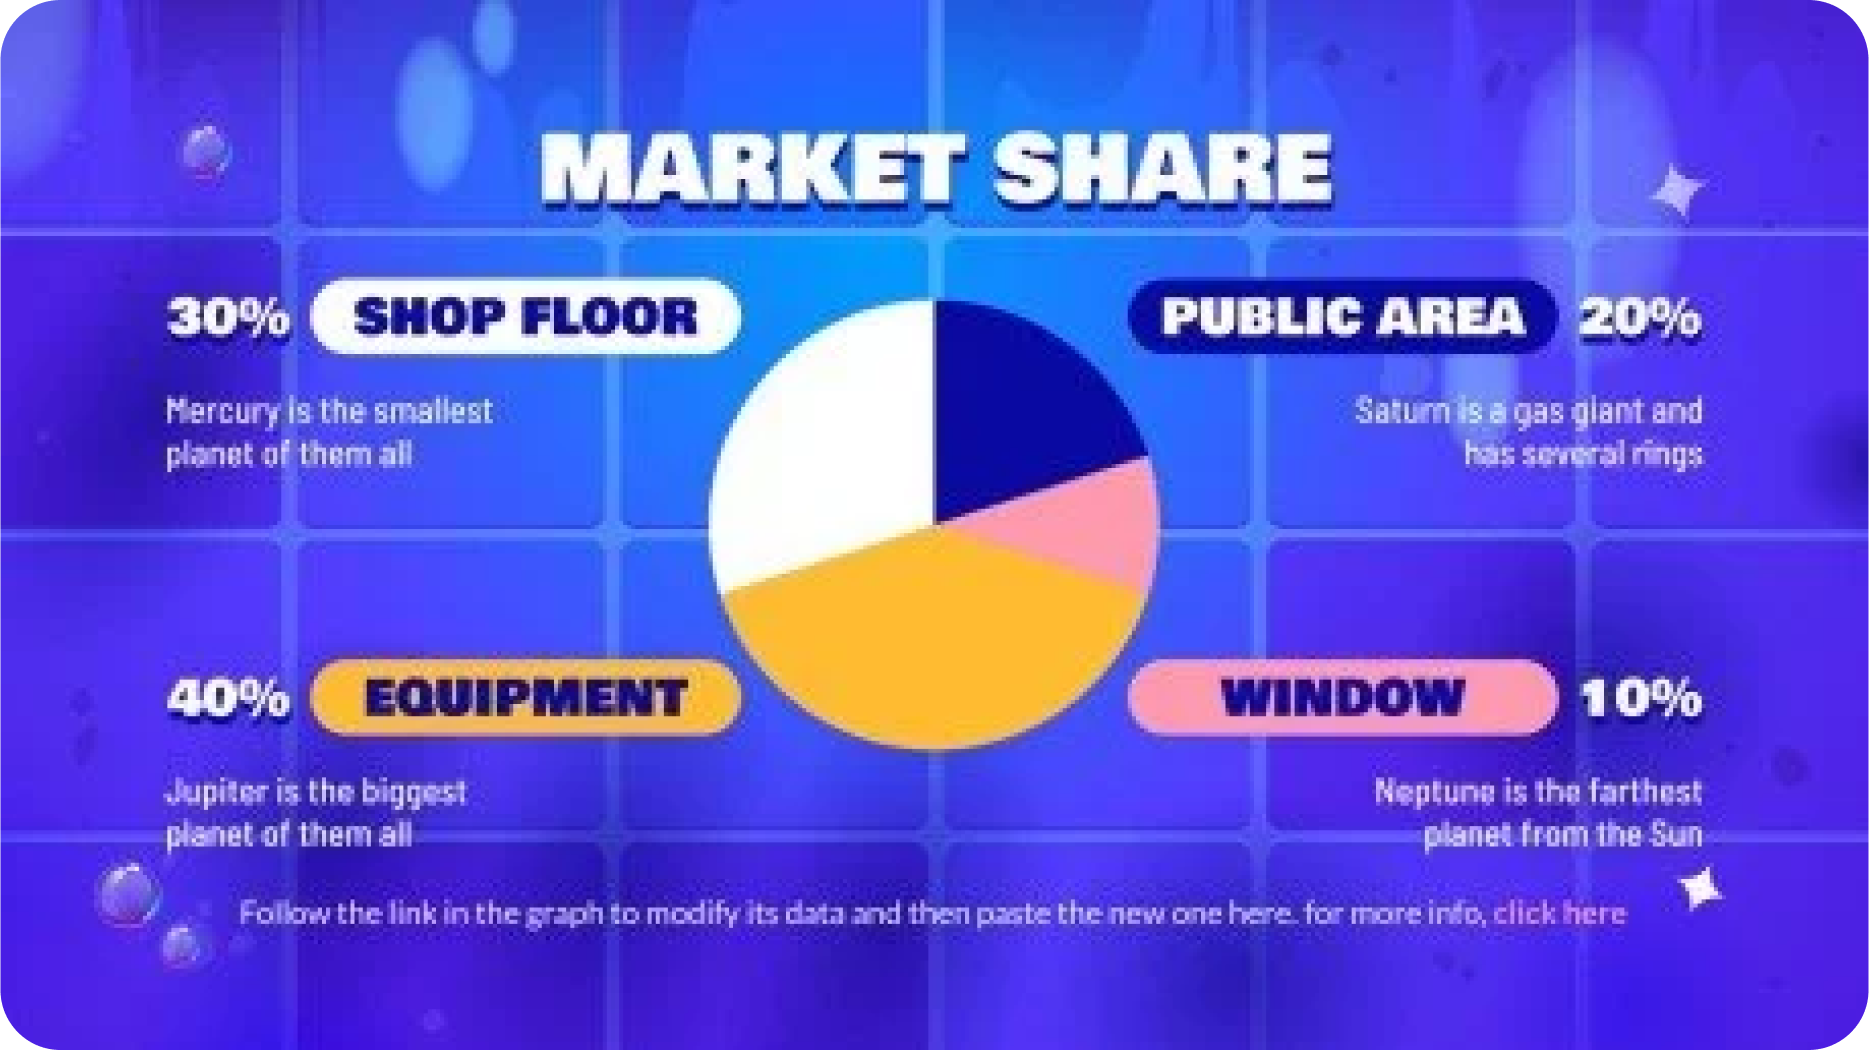 MARKET SHARE
30% SHOP FLOOR
Mercury is the smallest
planet of them all
PUBLIC AREA 20%
Saturn is a gas giant and
has several rings
40% EQUIPMENT
Jupiter is the biggest
planet of them all
WINDOW 10%
Neptune is the farthest
planet from the Sun
Follow the link in the graph to modify its data and then paste the new one here. for more info, click here